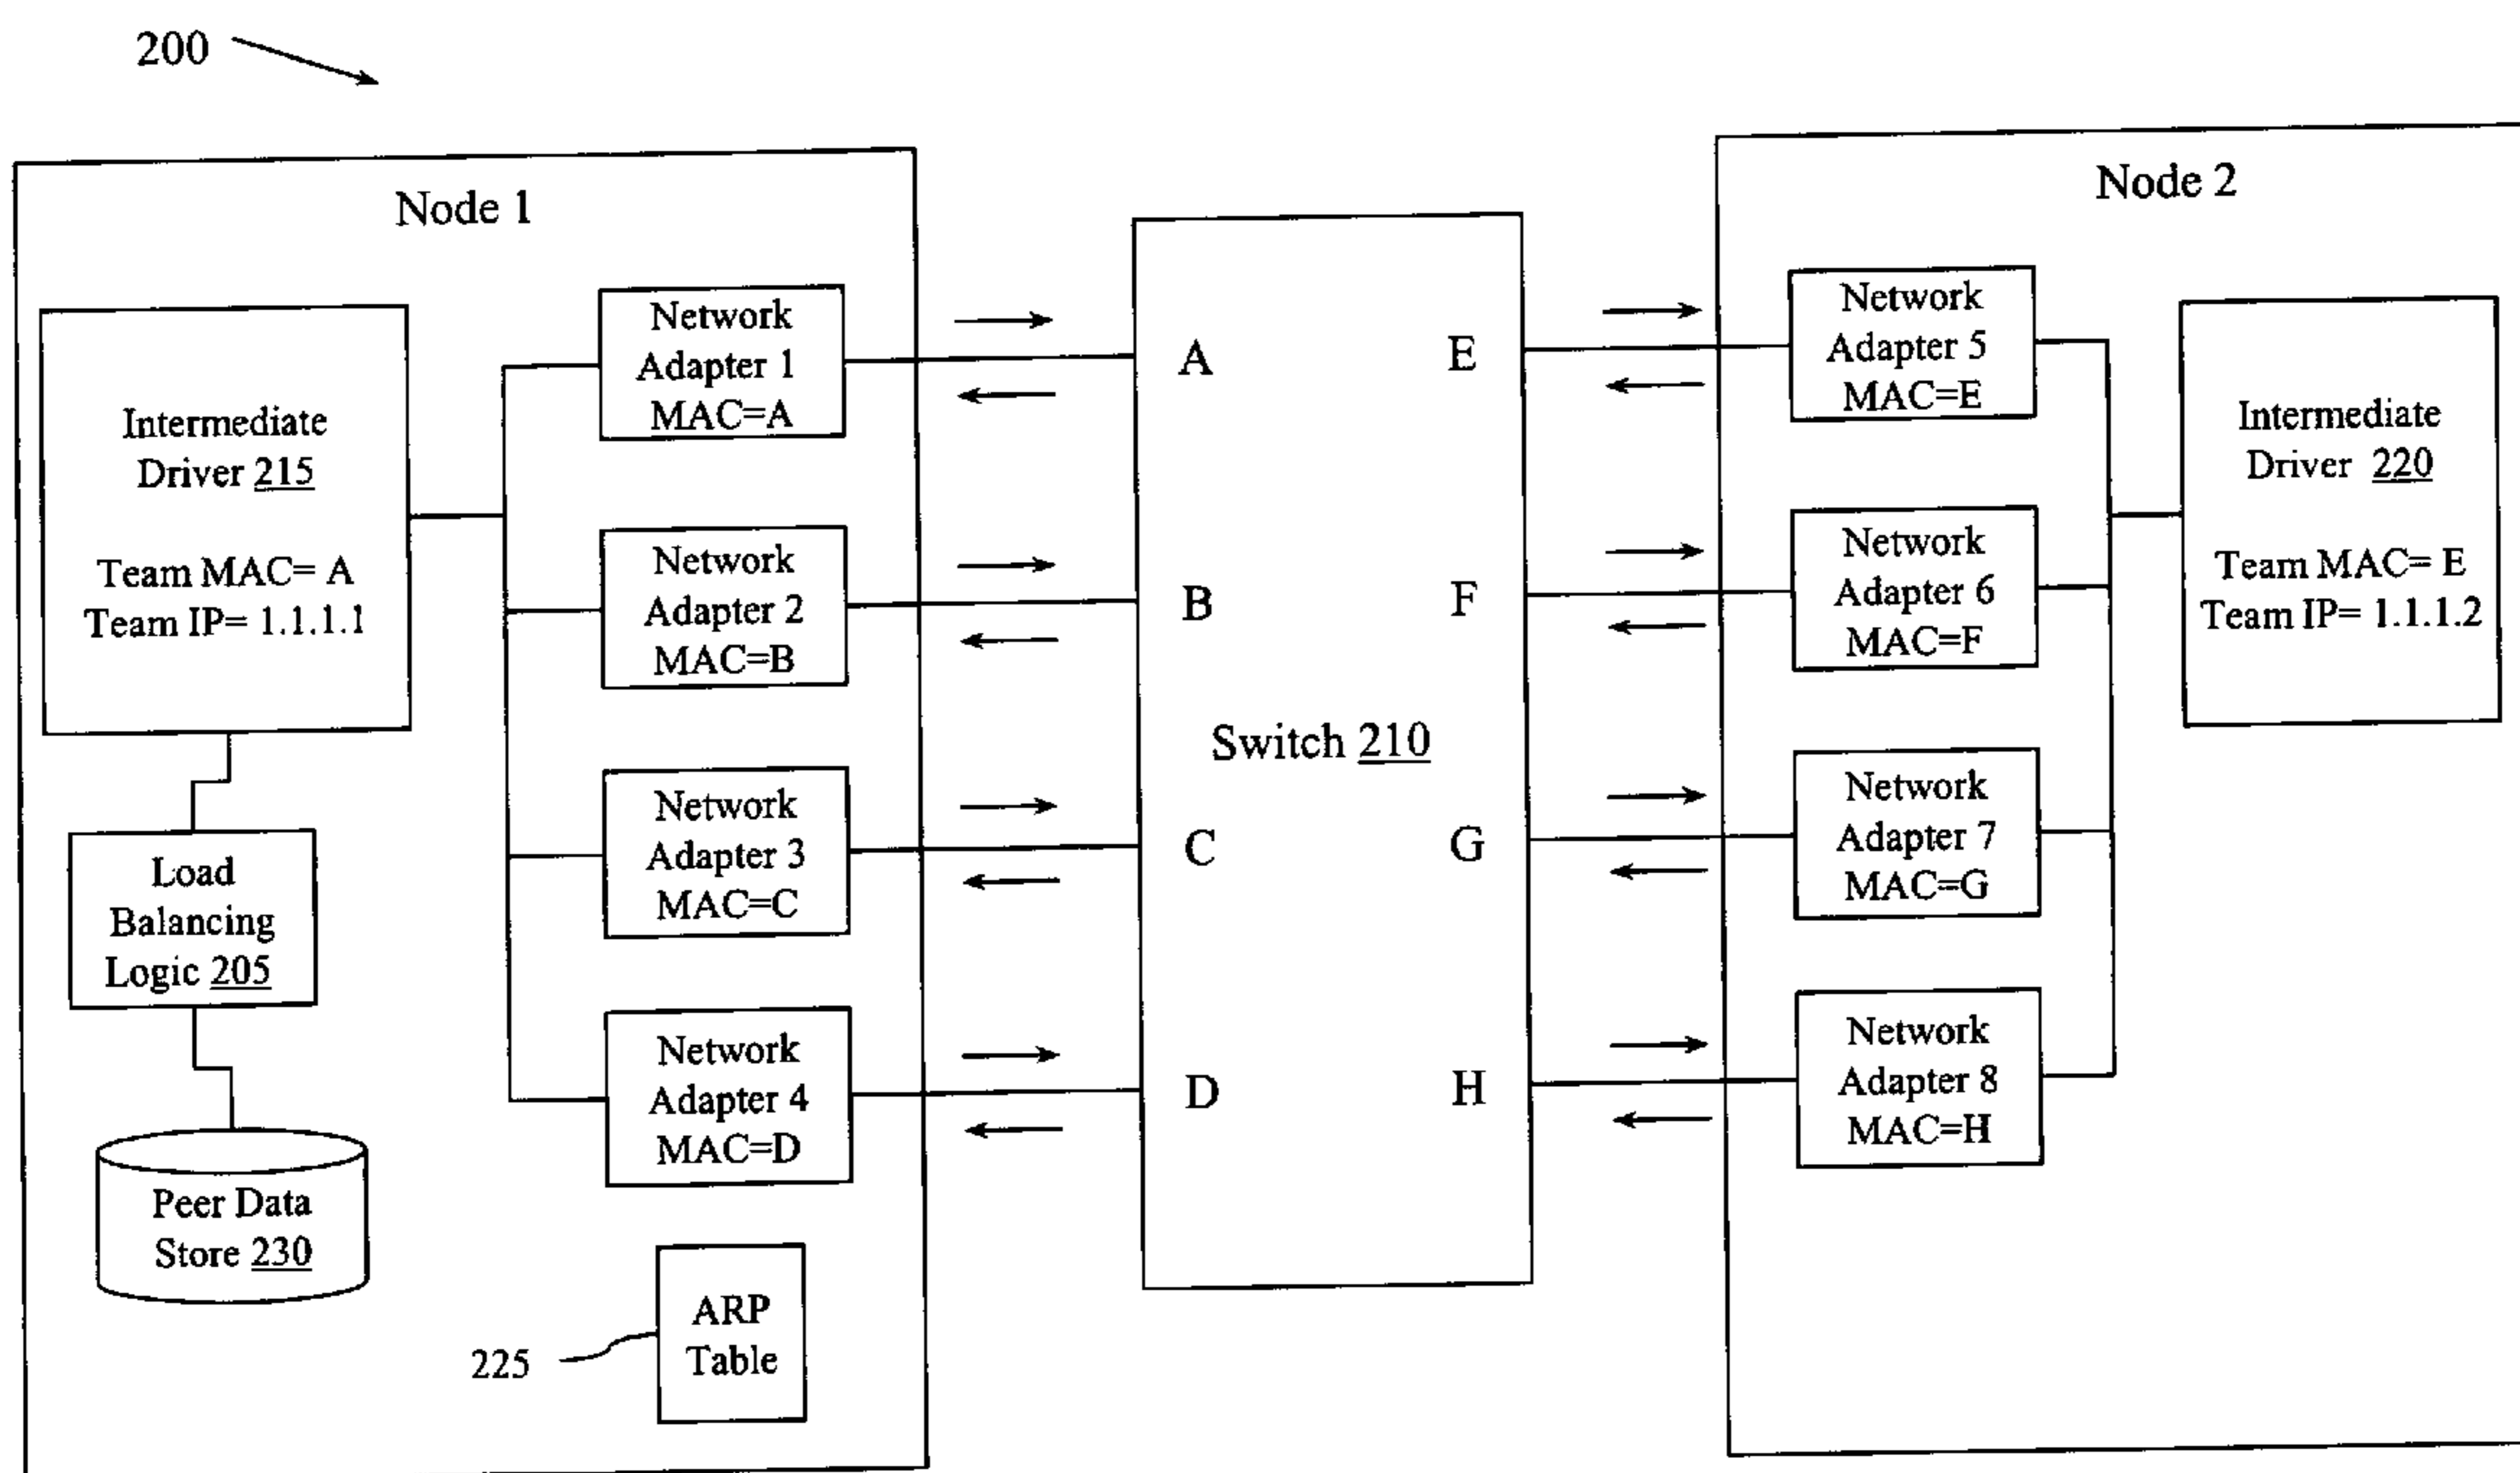 200
Node 1
Intermediate
Driver 215
Team MAC= A
Team IP= 1.1.1.1
Load
Balancing
Logic 205
Peer Data
Store 230
Network
Adapter 1
MAC=A
Network
Adapter 2
MAC=B
Network
Adapter 3
MAC=C
Network
Adapter 4
MAC=D
ARP
Table
225
A
B
C
D
Switch 210
E
F
G
H
Node 2
Network
Adapter 5
MAC=E
Network
Adapter 6
MAC=F
Network
Adapter 7
MAC=G
Network
Adapter 8
MAC=H
Intermediate
Driver 220
Team MAC= E
Team IP= 1.1.1.2